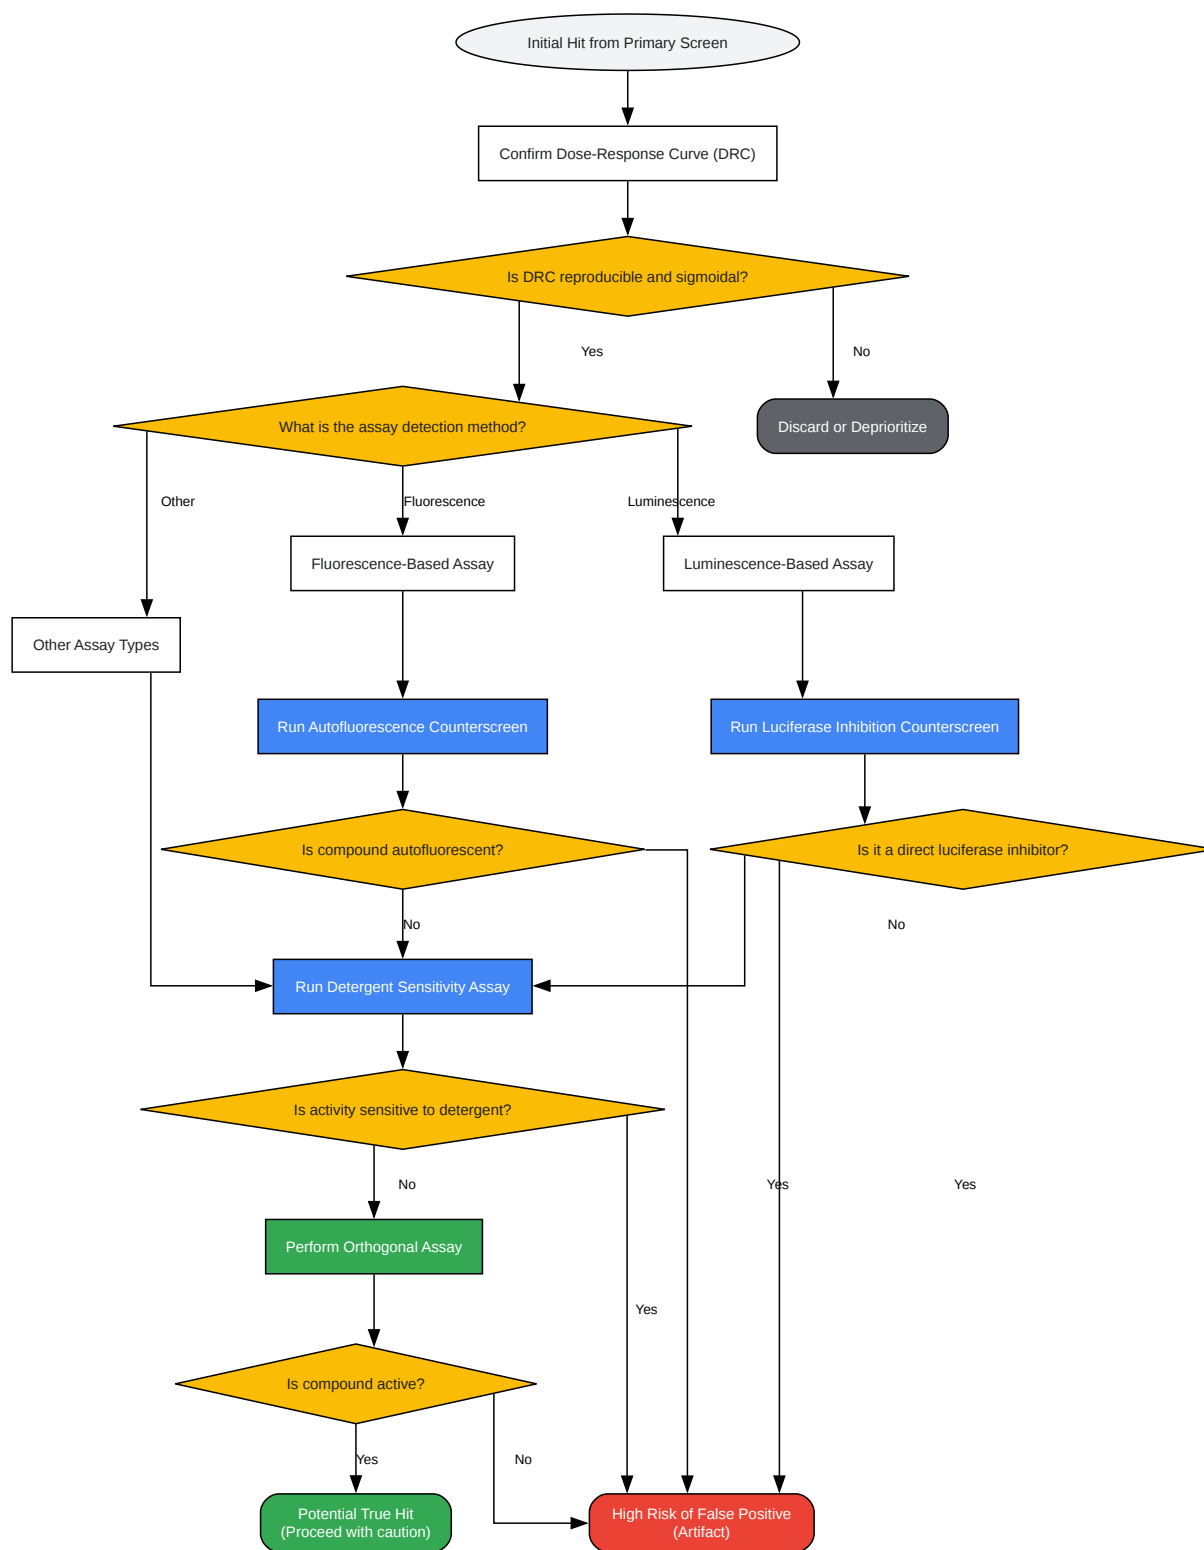 Initial Hit from Primary Screen
Confirm Dose-Response Curve (DRC)
Is DRC reproducible and sigmoidal?
Yes
No
What is the assay detection method?
Discard or Deprioritize
Other
Fluorescence
Luminescence
Fluorescence-Based Assay
Luminescence-Based Assay
Other Assay Types
Run Autofluorescence Counterscreen
Run Luciferase Inhibition Counterscreen
Is compound autofluorescent?
Is it a direct luciferase inhibitor?
No
No
Run Detergent Sensitivity Assay
Is activity sensitive to detergent?
No
Yes
Yes
Perform Orthogonal Assay
Yes
Is compound active?
Yes
No
Potential True Hit
(Proceed with caution)
High Risk of False Positive
(Artifact)